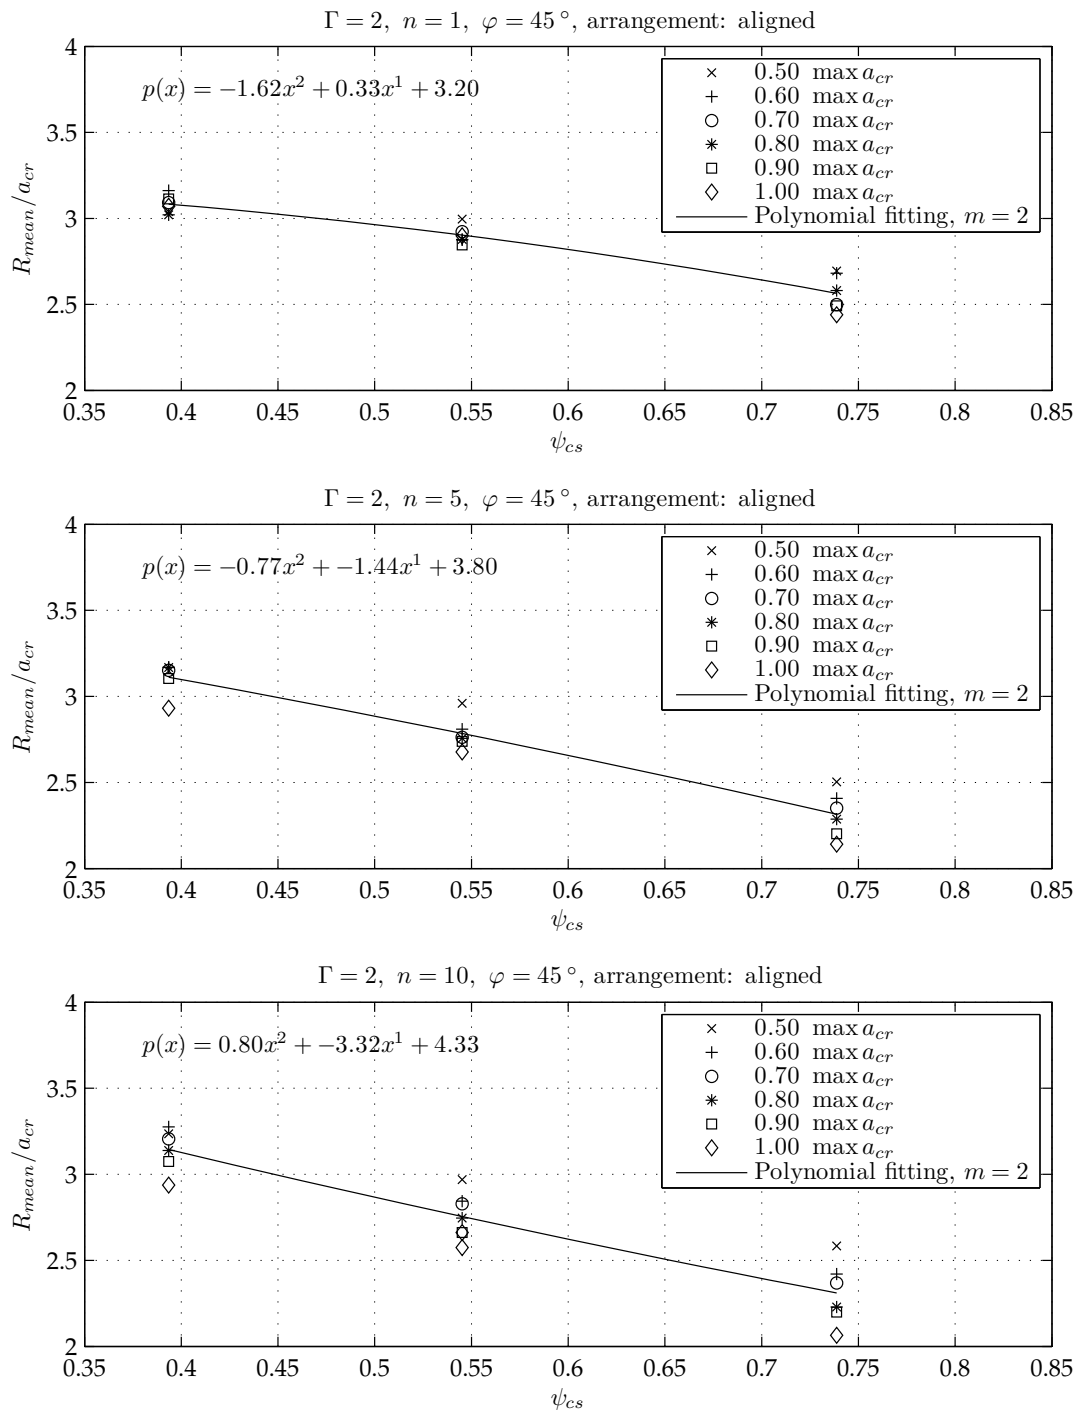 Γ = 2, n = 1, φ = 45°, arrangement: aligned
p(x) = −1.62x² + 0.33x¹ + 3.20
0.50 max a_cr
0.60 max a_cr
0.70 max a_cr
0.80 max a_cr
0.90 max a_cr
1.00 max a_cr
Polynomial fitting, m = 2
4
3.5
3
2.5
2
R_mean/a_cr
0.35 0.4 0.45 0.5 0.55 0.6 0.65 0.7 0.75 0.8 0.85
ψ_cs
Γ = 2, n = 5, φ = 45°, arrangement: aligned
p(x) = −0.77x² + −1.44x¹ + 3.80
0.50 max a_cr
0.60 max a_cr
0.70 max a_cr
0.80 max a_cr
0.90 max a_cr
1.00 max a_cr
Polynomial fitting, m = 2
4
3.5
3
2.5
2
R_mean/a_cr
0.35 0.4 0.45 0.5 0.55 0.6 0.65 0.7 0.75 0.8 0.85
ψ_cs
Γ = 2, n = 10, φ = 45°, arrangement: aligned
p(x) = 0.80x² + −3.32x¹ + 4.33
0.50 max a_cr
0.60 max a_cr
0.70 max a_cr
0.80 max a_cr
0.90 max a_cr
1.00 max a_cr
Polynomial fitting, m = 2
4
3.5
3
2.5
2
R_mean/a_cr
0.35 0.4 0.45 0.5 0.55 0.6 0.65 0.7 0.75 0.8 0.85
ψ_cs